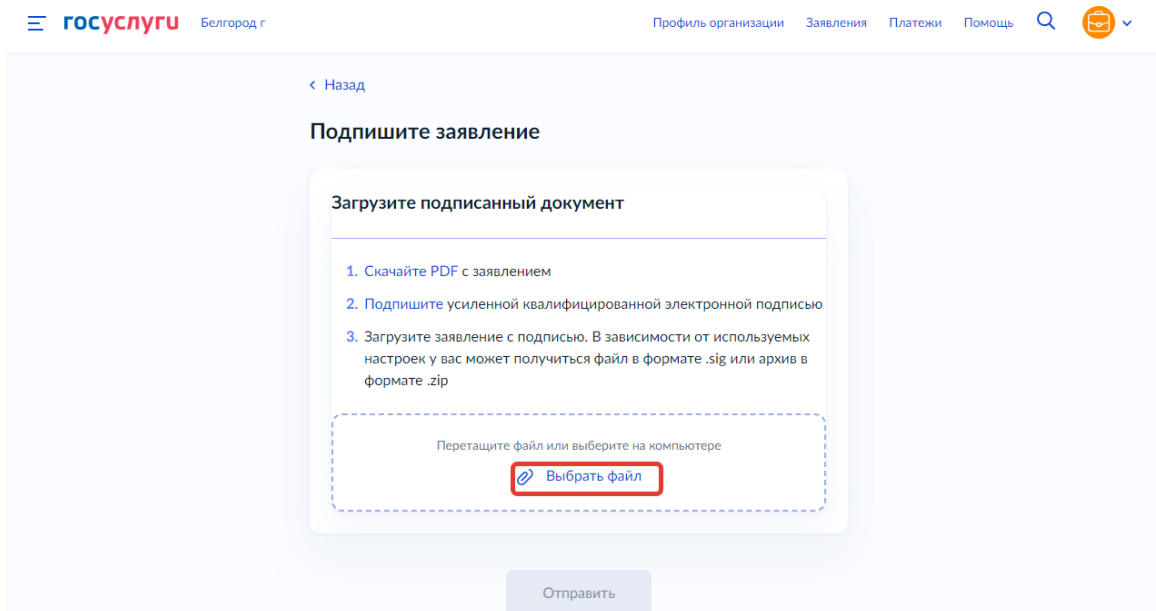 госуслуги Белгород г Профиль организации Заявления Платежи Помощь
Назад
Подпишите заявление
Загрузите подписанный документ
1. Скачайте PDF с заявлением
2. Подпишите усиленной квалифицированной электронной подписью
3. Загрузите заявление с подписью. В зависимости от используемых
настроек у вас может получиться файл в формате .sig или архив в
формате .zip
Перетащите файл или выберите на компьютере
Выбрать файл
Отправить